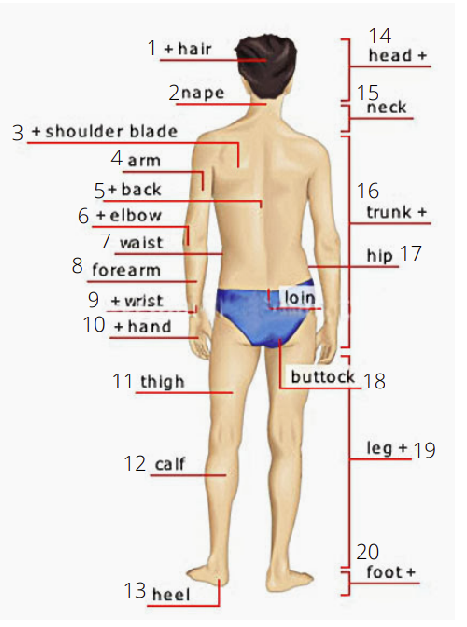 1 + hair
2 nape
3 + shoulder blade
4 arm
5 + back
6 + elbow
7 waist
8 forearm
9 + wrist
10 + hand
11 thigh
12 calf
13 heel
14
head +
15
neck
16
trunk +
hip 17
loin
buttock 18
leg + 19
20
foot +